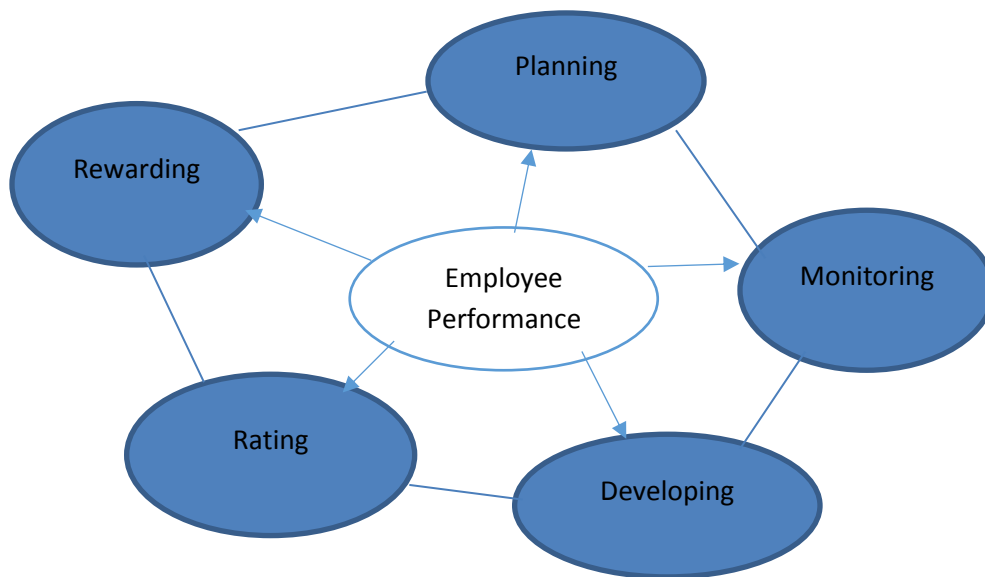 Planning
Rewarding
Employee
Performance
Monitoring
Rating
Developing